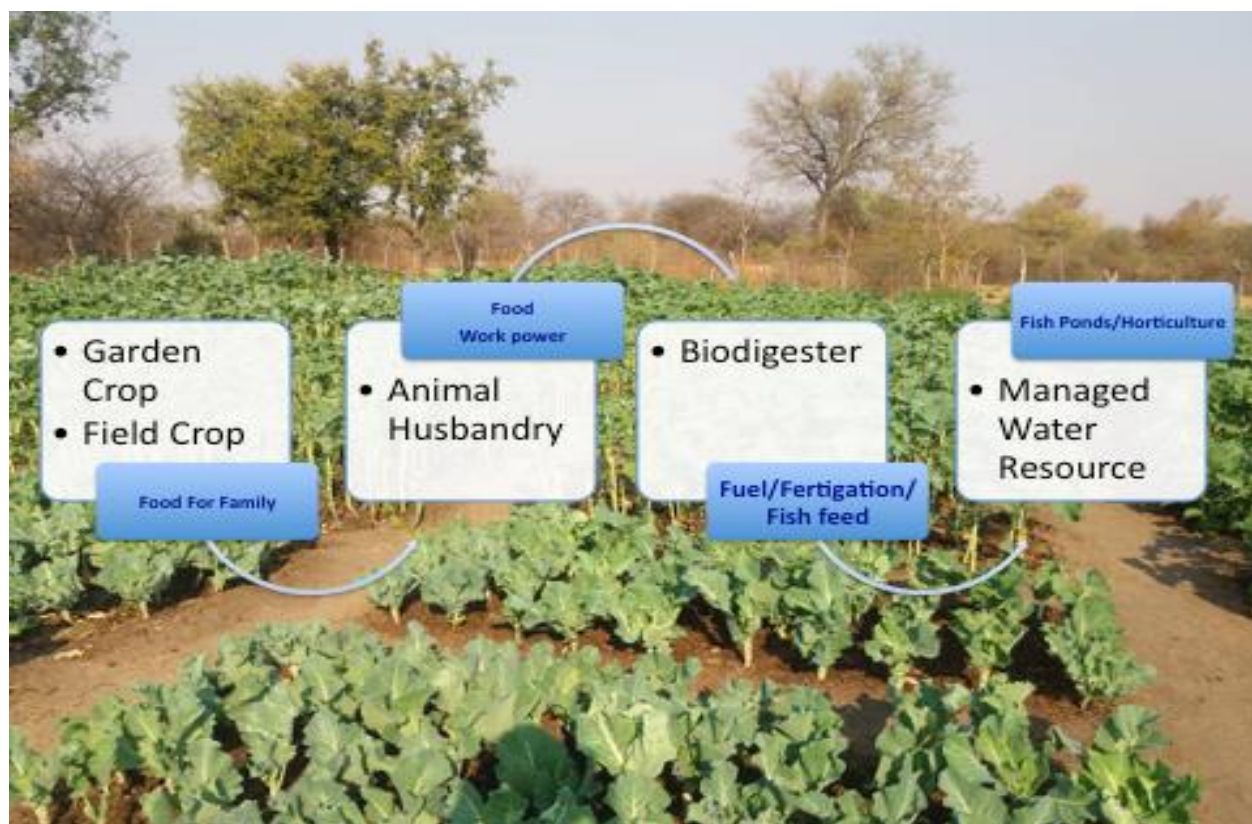 • Garden
Crop
• Field Crop
Food For Family
Food
Work power
• Animal
Husbandry
• Biodigester
Fuel/Fertigation/
Fish feed
Fish Ponds/Horticulture
• Managed
Water
Resource